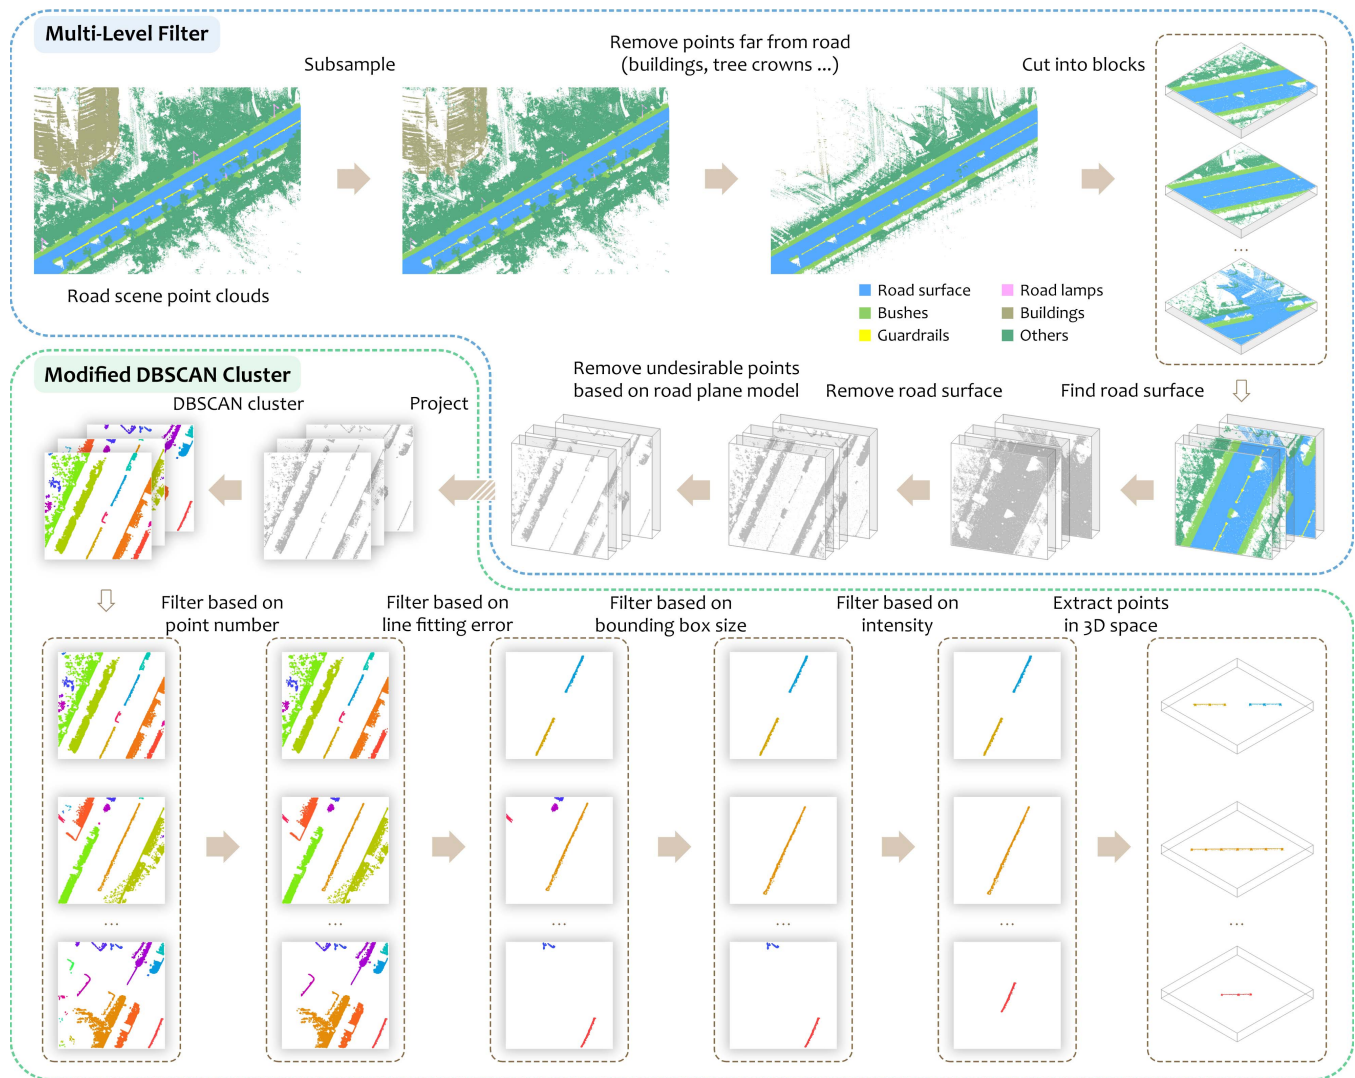 Multi-Level Filter
Subsample
Remove points far from road
(buildings, tree crowns ...)
Cut into blocks
Road scene point clouds
Road surface
Road lamps
Bushes
Buildings
Guardrails
Others
...
Modified DBSCAN Cluster
Find road surface
Remove road surface
Remove undesirable points
based on road plane model
Project
DBSCAN cluster
Filter based on
point number
Filter based on
line fitting error
Filter based on
bounding box size
Filter based on
intensity
Extract points
in 3D space
...
...
...
...
...
...